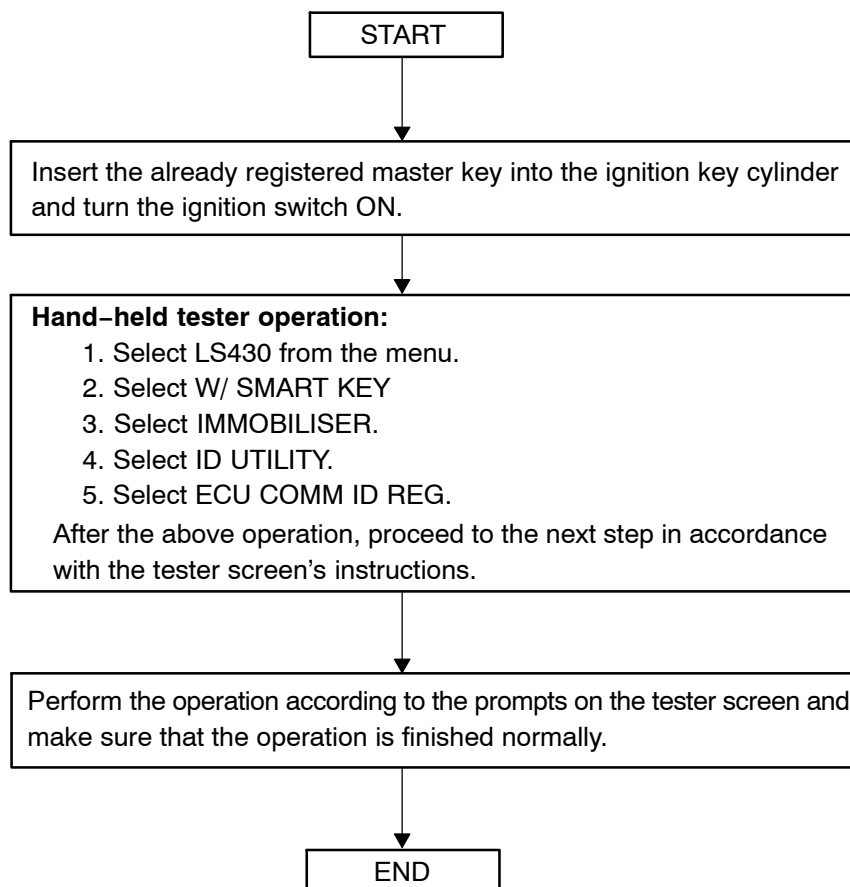 START
Insert the already registered master key into the ignition key cylinder
and turn the ignition switch ON.
Hand−held tester operation:
1. Select LS430 from the menu.
2. Select W/ SMART KEY
3. Select IMMOBILISER.
4. Select ID UTILITY.
5. Select ECU COMM ID REG.
After the above operation, proceed to the next step in accordance
with the tester screen's instructions.
Perform the operation according to the prompts on the tester screen and
make sure that the operation is finished normally.
END